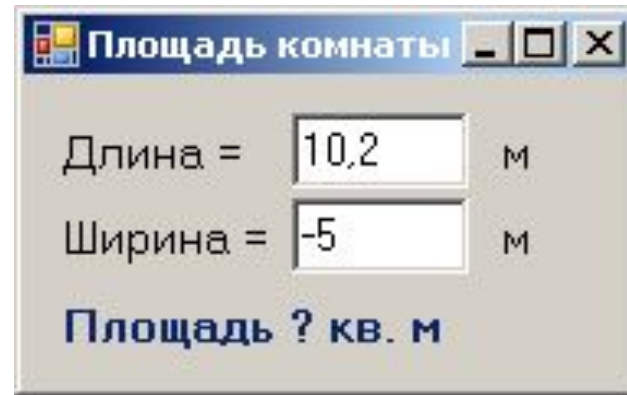 Площадь комнаты
Длина = 10,2 м
Ширина = -5 м
Площадь ? кв. м